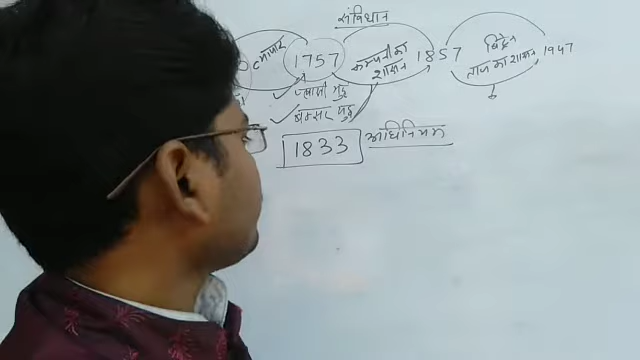 संविधान
व्यापार 1757 कम्पनी का शासन 1857 ब्रिटेन ताज का शासन 1947
प्लासी युद्ध
बक्सर युद्ध
1833 अधिनियम